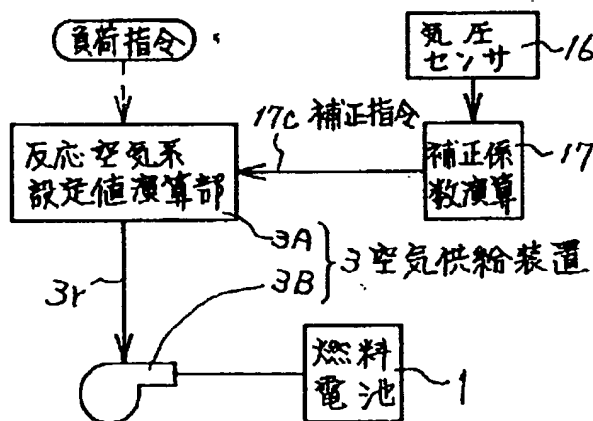 負荷指令
気圧
センサ
16
17c 補正指令
反応空気系
設定値演算部
補正係
数演算
17
3A
3B
3 空気供給装置
3r
燃料
電池
1